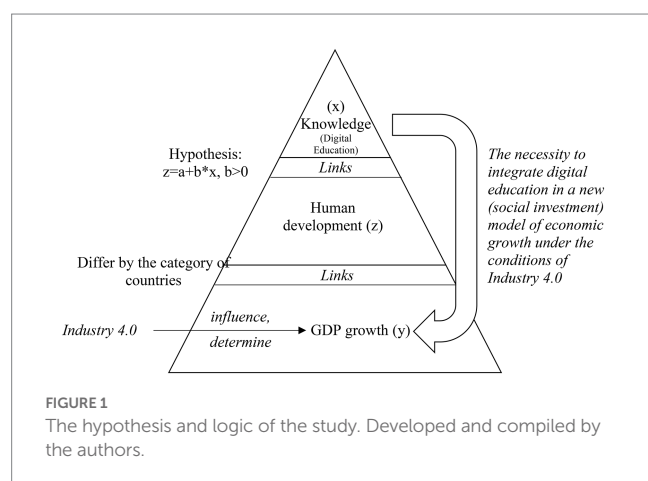 (x)
Knowledge
(Digital
Education)
Hypothesis:
z=a+b*x, b>0
Links
Human
development (z)
The necessity to
integrate digital
education in a new
(social investment)
model of economic
growth under the
conditions of
Industry 4.0
Differ by the category of
countries
Links
Industry 4.0
influence,
determine
GDP growth (y)
FIGURE 1
The hypothesis and logic of the study. Developed and compiled by
the authors.